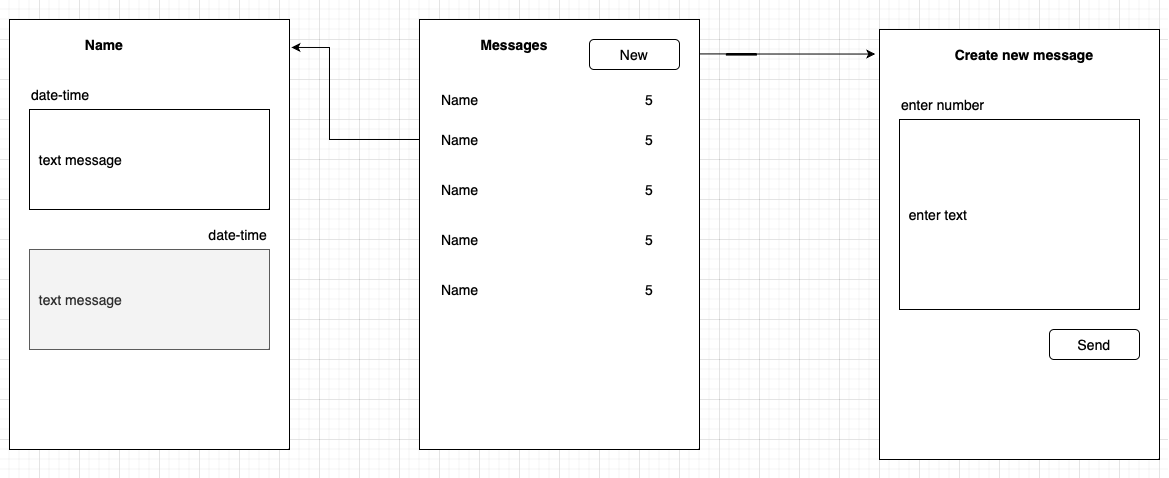 Name
date-time
text message
date-time
text message
Messages
New
Name 5
Name 5
Name 5
Name 5
Name 5
Create new message
enter number
enter text
Send